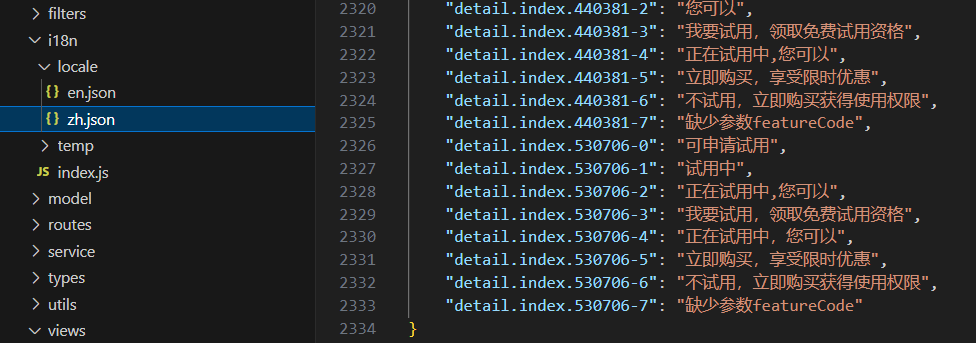 filters
i18n
locale
{} en.json
{} zh.json
temp
JS index.js
model
routes
service
types
utils
views
2320 "detail.index.440381-2": "您可以",
2321 "detail.index.440381-3": "我要试用，领取免费试用资格",
2322 "detail.index.440381-4": "正在试用中,您可以",
2323 "detail.index.440381-5": "立即购买，享受限时优惠",
2324 "detail.index.440381-6": "不试用，立即购买获得使用权限",
2325 "detail.index.440381-7": "缺少参数featureCode",
2326 "detail.index.530706-0": "可申请试用",
2327 "detail.index.530706-1": "试用中",
2328 "detail.index.530706-2": "正在试用中,您可以",
2329 "detail.index.530706-3": "我要试用，领取免费试用资格",
2330 "detail.index.530706-4": "正在试用中，您可以",
2331 "detail.index.530706-5": "立即购买，享受限时优惠",
2332 "detail.index.530706-6": "不试用，立即购买获得使用权限",
2333 "detail.index.530706-7": "缺少参数featureCode"
2334 }